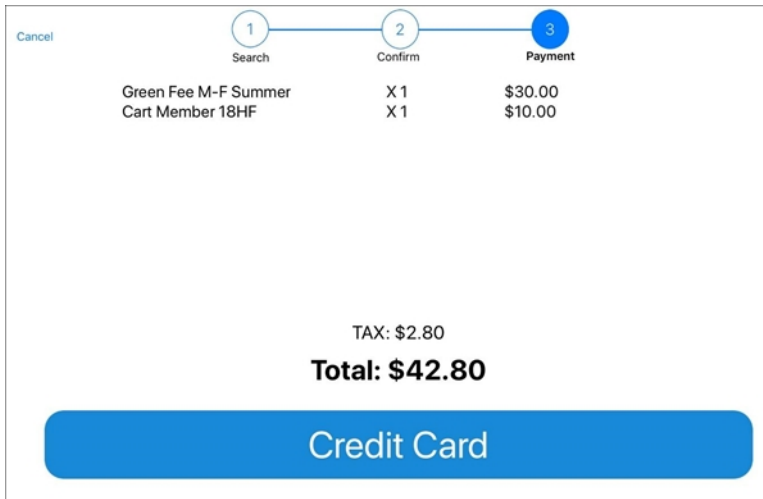 Cancel
1
2
3
Search
Confirm
Payment
Green Fee M-F Summer X 1 $30.00
Cart Member 18HF X 1 $10.00
TAX: $2.80
Total: $42.80
Credit Card